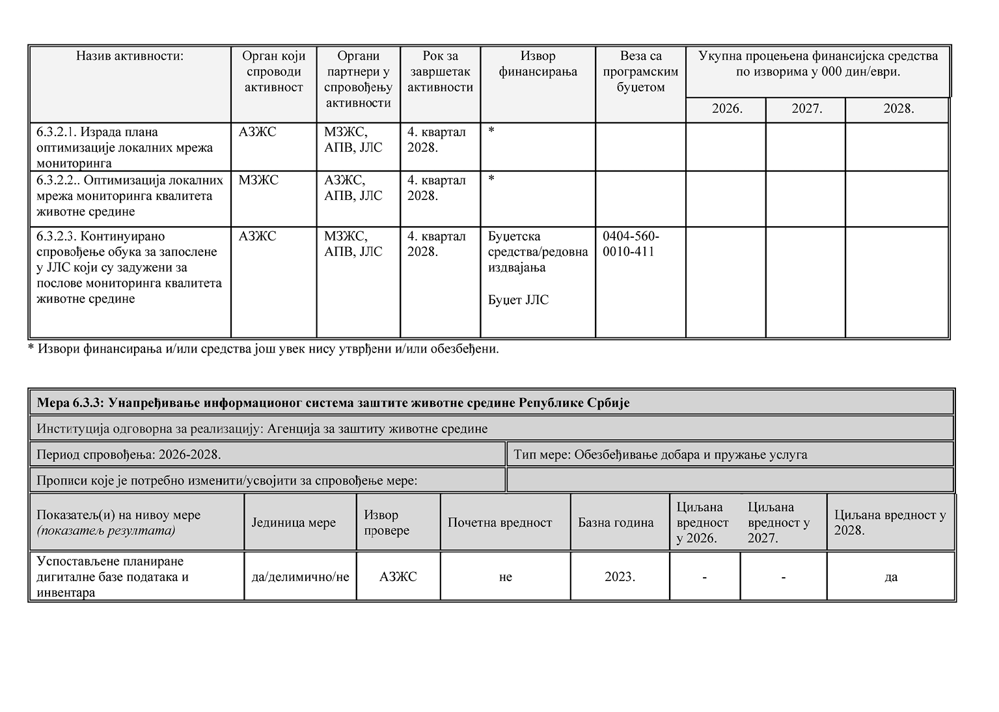 Назив активности:
Орган који
спроводи
активност
Органи
партнери у
спровођењу
активности
Рок за
завршетак
активности
Извор
финансирања
Веза са
програмским
буџетом
Укупна процењена финансијска средства
по изворима у 000 дин/еври.
2026.
2027.
2028.
6.3.2.1. Израда плана
оптимизације локалних мрежа
мониторинга
АЗЖС
МЗЖС,
АПВ, ЈЛС
4. квартал
2028.
*
6.3.2.2.. Оптимизација локалних
мрежа мониторинга квалитета
животне средине
МЗЖС
АЗЖС,
АПВ, ЈЛС
4. квартал
2028.
*
6.3.2.3. Континуирано
спровођење обука за запослене
у ЈЛС који су задужени за
послове мониторинга квалитета
животне средине
АЗЖС
МЗЖС,
АПВ, ЈЛС
4. квартал
2028.
Буџетска
средства/редовна
издвајања
Буџет ЈЛС
0404-560-
0010-411
* Извори финансирања и/или средства још увек нису утврђени и/или обезбеђени.
Мера 6.3.3: Унапређивање информационог система заштите животне средине Републике Србије
Институција одговорна за реализацију: Агенција за заштиту животне средине
Период спровођења: 2026-2028.
Тип мере: Обезбеђивање добара и пружање услуга
Прописи које је потребно изменити/усвојити за спровођење мере:
Показатељ(и) на нивоу мере
(показатељ резултата)
Јединица мере
Извор
провере
Почетна вредност
Базна година
Циљана
вредност
у 2026.
Циљана
вредност у
2027.
Циљана вредност у
2028.
Успостављене планиране
дигиталне базе података и
инвентара
да/делимично/не
АЗЖС
не
2023.
-
-
да